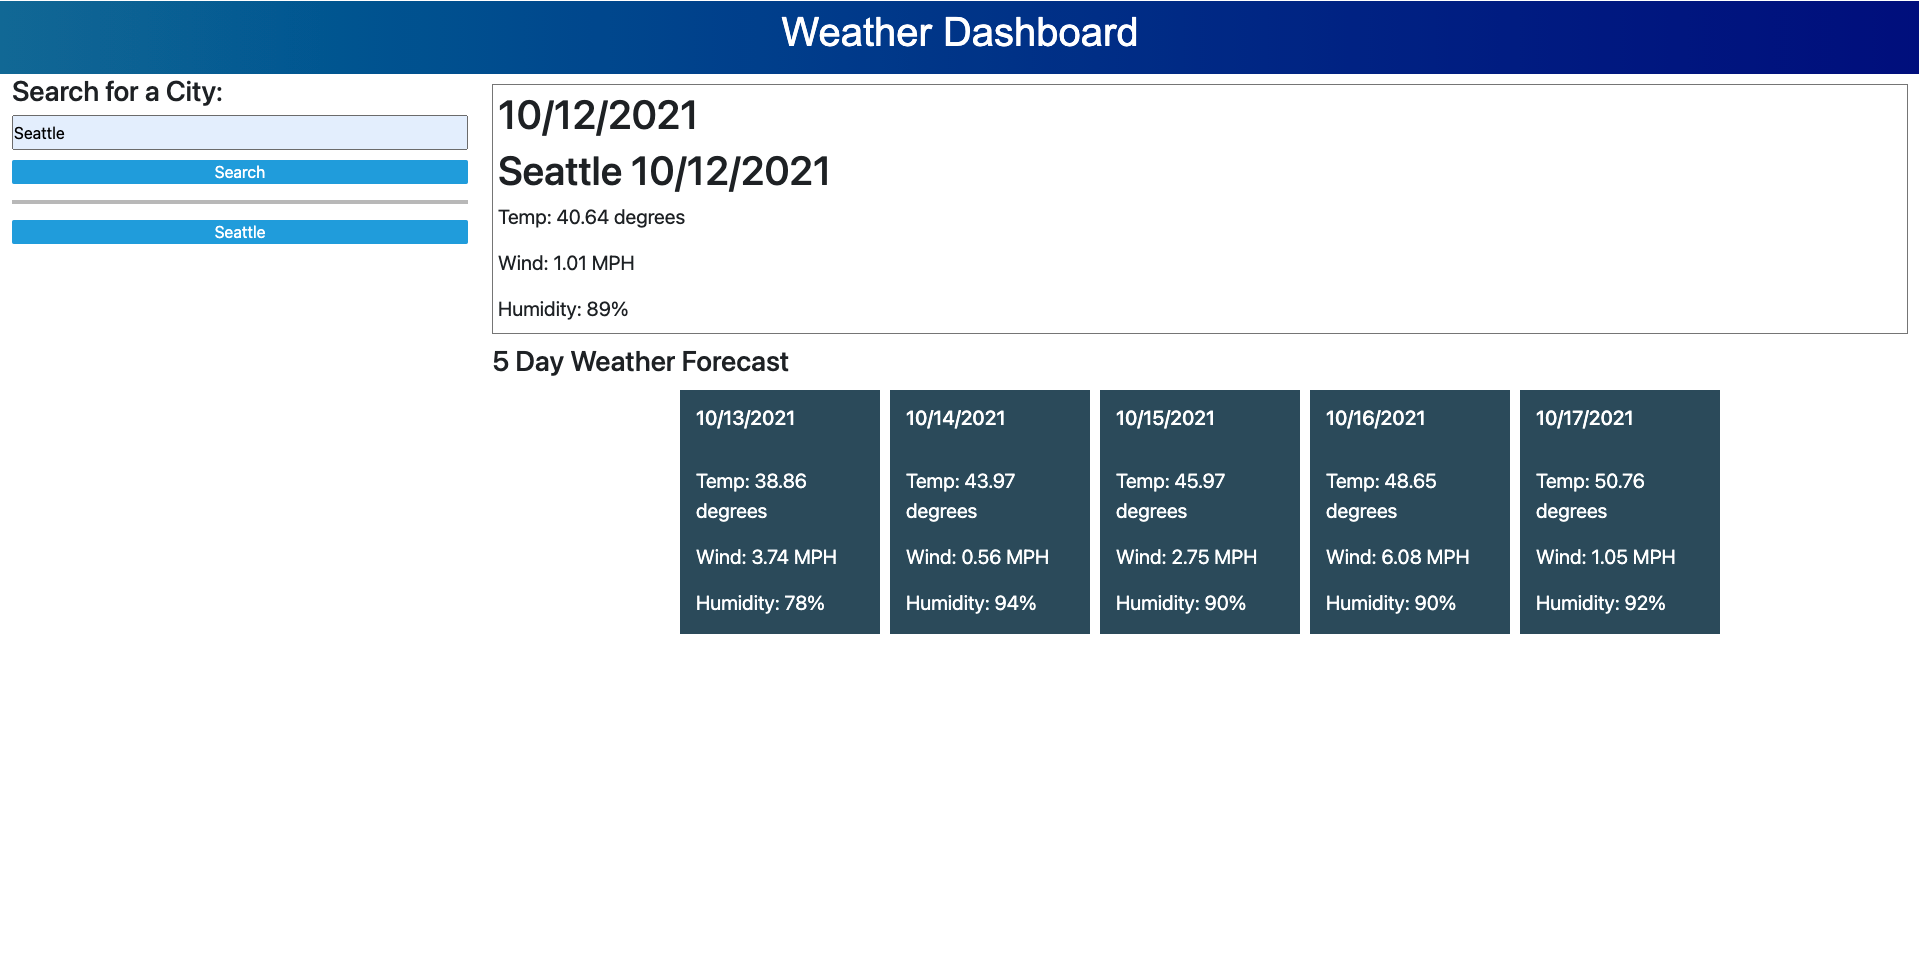 Weather Dashboard
Search for a City:
Seattle
Search
Seattle
10/12/2021
Seattle 10/12/2021
Temp: 40.64 degrees
Wind: 1.01 MPH
Humidity: 89%
5 Day Weather Forecast
10/13/2021
Temp: 38.86
degrees
Wind: 3.74 MPH
Humidity: 78%
10/14/2021
Temp: 43.97
degrees
Wind: 0.56 MPH
Humidity: 94%
10/15/2021
Temp: 45.97
degrees
Wind: 2.75 MPH
Humidity: 90%
10/16/2021
Temp: 48.65
degrees
Wind: 6.08 MPH
Humidity: 90%
10/17/2021
Temp: 50.76
degrees
Wind: 1.05 MPH
Humidity: 92%